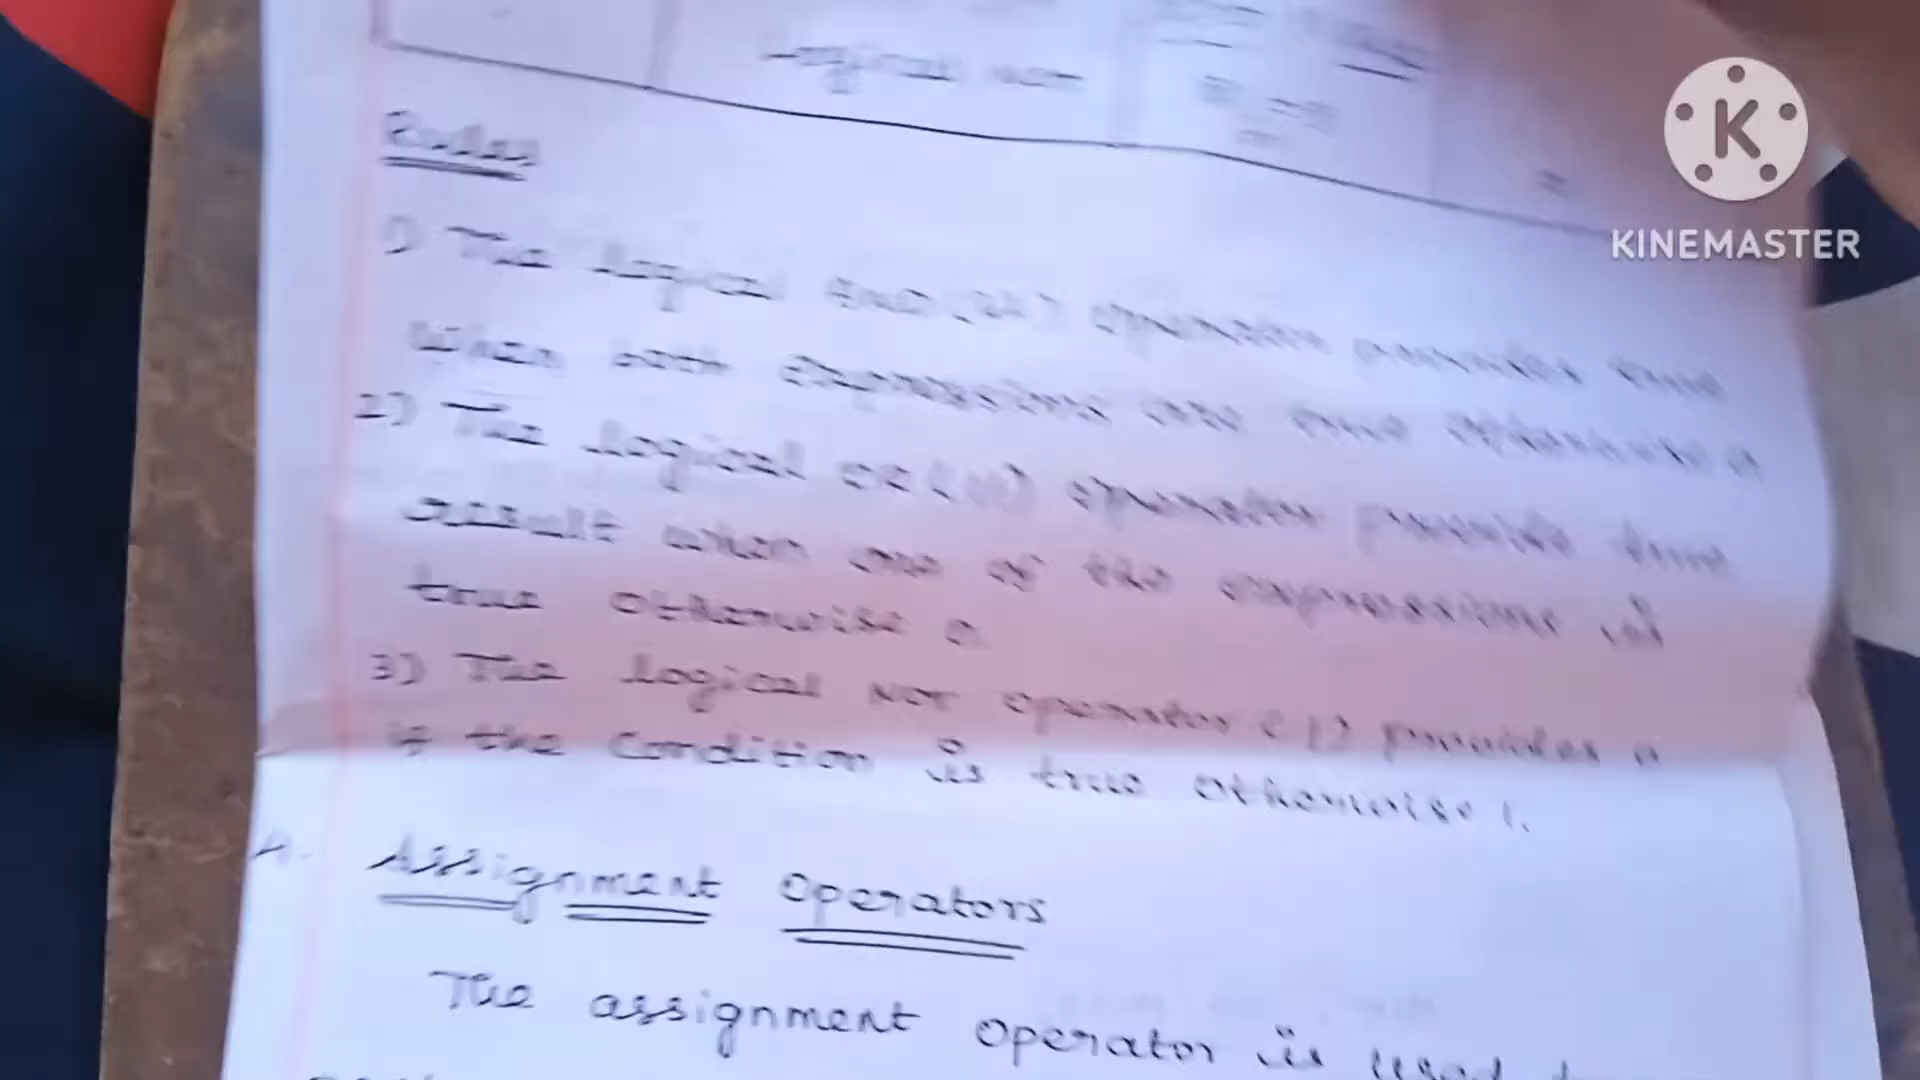 Logical NOT
KINEMASTER
Rules
1) The logical AND (&&) operator provides true
when both expressions are true otherwise 0
2) The logical OR (||) operator provide true
result when one of the expressions is
true otherwise 0.
3) The logical NOT operator (!) provides 0
if the condition is true otherwise 1.
4. Assignment Operators
The assignment operator is used